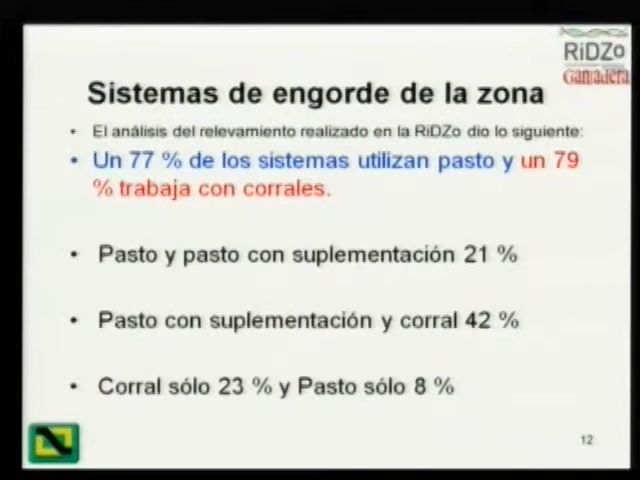 RiDZo
Ganadera
Sistemas de engorde de la zona
• El análisis del relevamiento realizado en la RiDZo dio lo siguiente:
• Un 77 % de los sistemas utilizan pasto y un 79
% trabaja con corrales.
• Pasto y pasto con suplementación 21 %
• Pasto con suplementación y corral 42 %
• Corral sólo 23 % y Pasto sólo 8 %
12